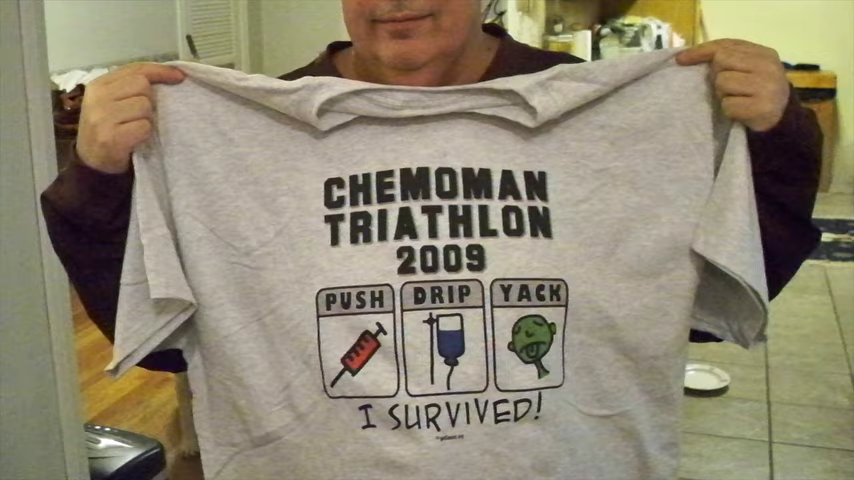 CHEMOMAN
TRIATHLON
2009
PUSH DRIP YACK
I SURVIVED!